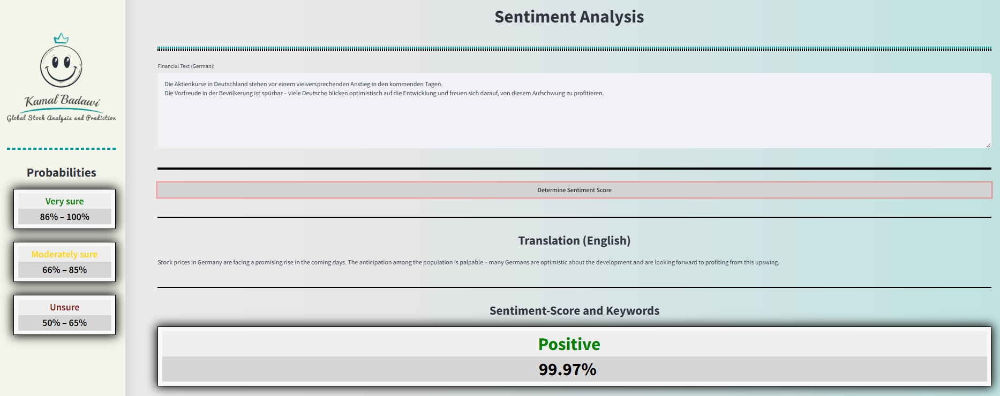 Kamal Badawi
Global Stock Analysis and Prediction
Probabilities
Very sure
86% – 100%
Moderately sure
66% – 85%
Unsure
50% – 65%
Sentiment Analysis
Financial Text (German):
Die Aktienkurse in Deutschland stehen vor einem vielversprechenden Anstieg in den kommenden Tagen.
Die Vorfreude in der Bevölkerung ist spürbar – viele Deutsche blicken optimistisch auf die Entwicklung und freuen sich darauf, von diesem Aufschwung zu profitieren.
Determine Sentiment Score
Translation (English)
Stock prices in Germany are facing a promising rise in the coming days. The anticipation among the population is palpable – many Germans are optimistic about the development and are looking forward to profiting from this upswing.
Sentiment-Score and Keywords
Positive
99.97%